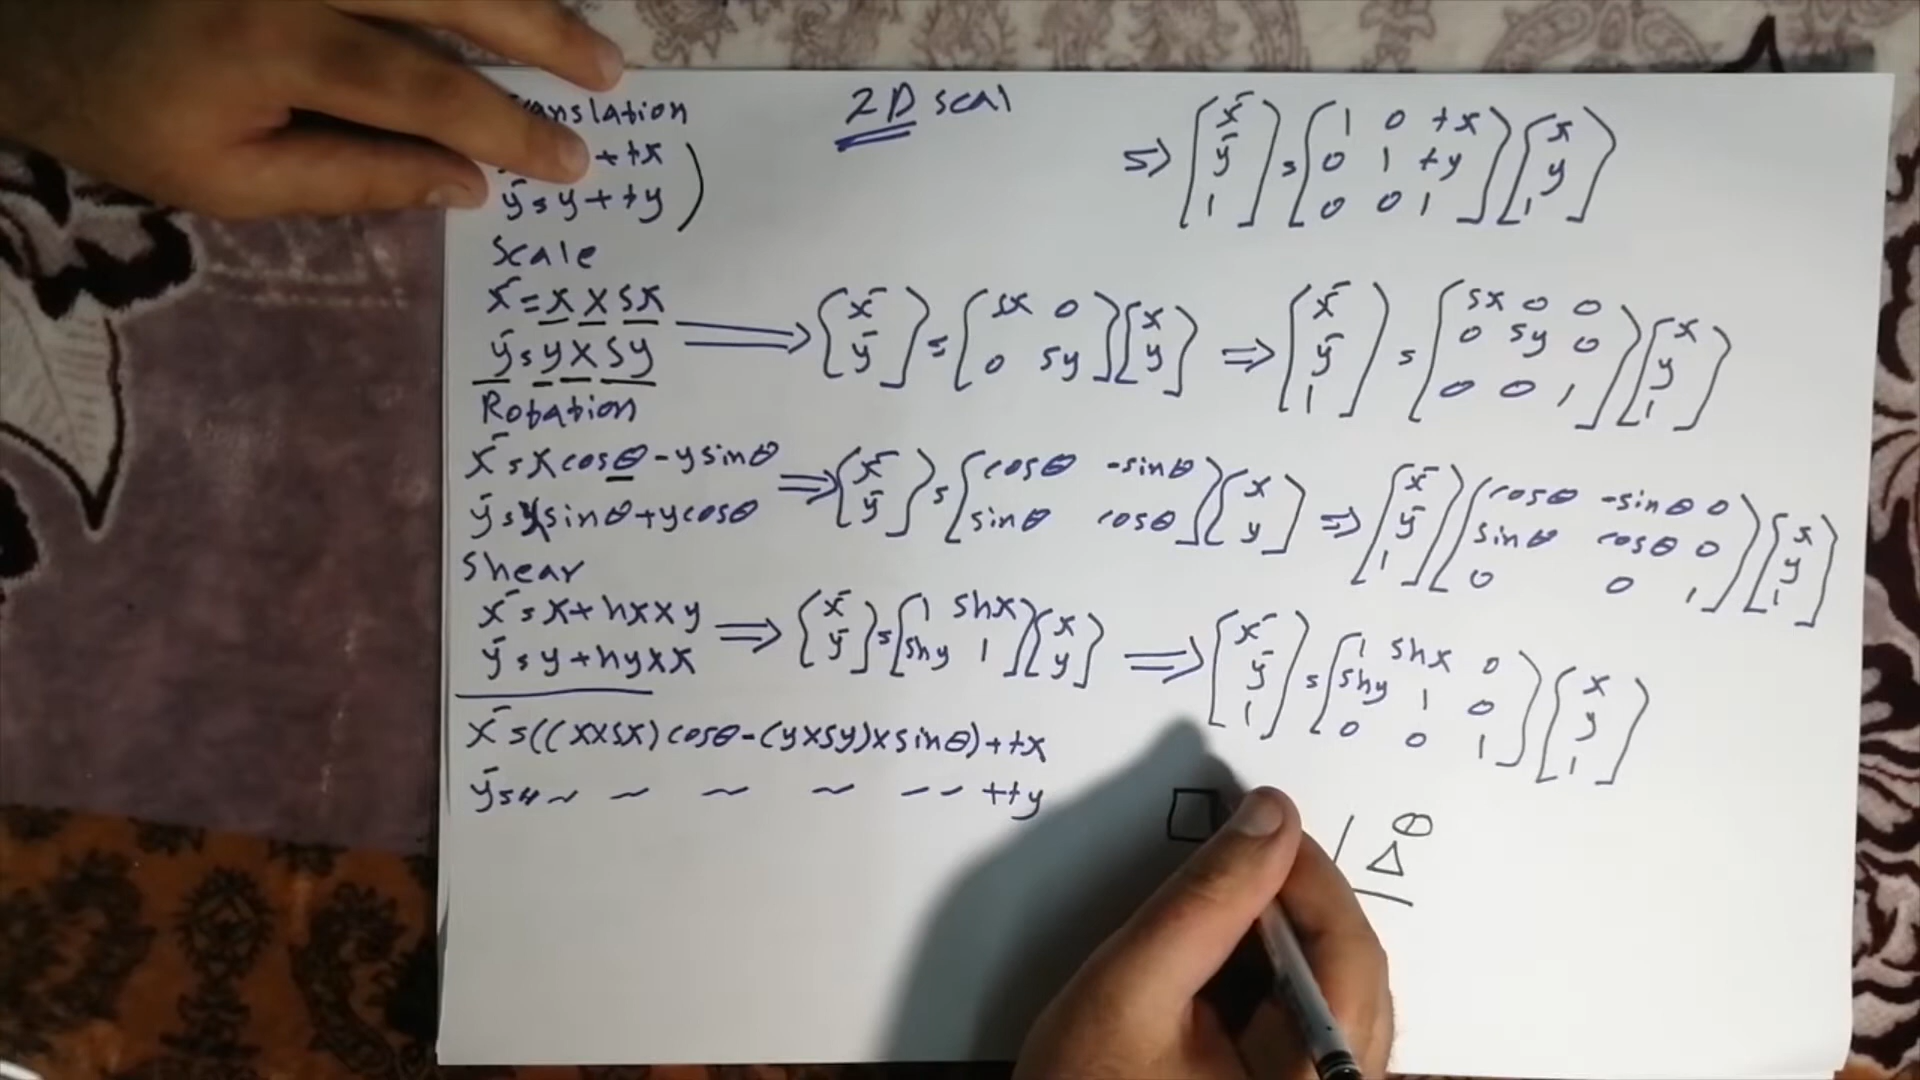 2D scal
anslation
+ tx
ȳ = y + ty
⇒ [x̄ ȳ 1] = [1 0 tx 0 1 ty 0 0 1] [x y 1]
Scale
x̄ = x x sx
ȳ = y x sy
⇒ [x̄ ȳ] = [sx 0 0 sy] [x y] ⇒ [x̄ ȳ 1] = [sx 0 0 0 sy 0 0 0 1] [x y 1]
Rotation
x̄ = x cosθ - y sinθ
ȳ = x sinθ + y cosθ
⇒ [x̄ ȳ] = [cosθ -sinθ sinθ cosθ] [x y] ⇒ [x̄ ȳ 1] [cosθ -sinθ 0 sinθ cosθ 0 0 0 1] [x y 1]
Shear
x̄ = x + hx x y
ȳ = y + hy x x
⇒ [x̄ ȳ] = [1 shx shy 1] [x y] ⇒ [x̄ ȳ 1] = [1 shx 0 shy 1 0 0 0 1] [x y 1]
x̄ = ((x x sx) cosθ - (y x sy) x sinθ) + tx
ȳ = ~ ~ ~ ~ - - + ty